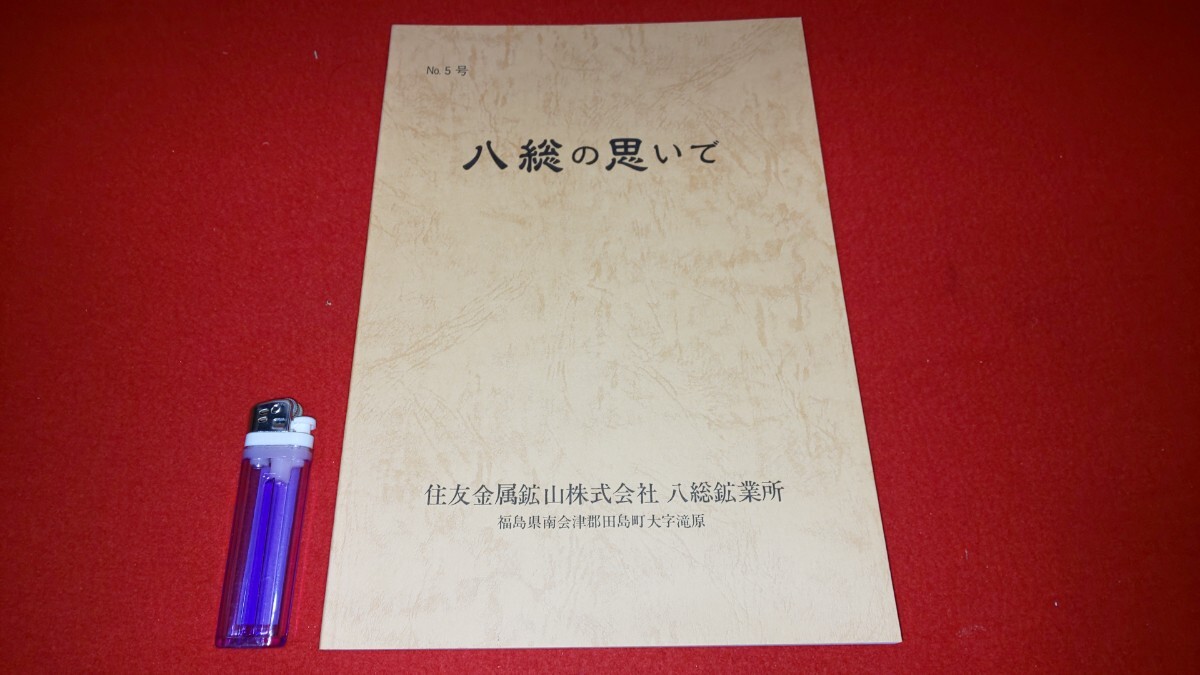 № 5 号
八総の思いで
住友金属鉱山株式会社 八総鉱業所
福島県南会津郡田島町大字滝原